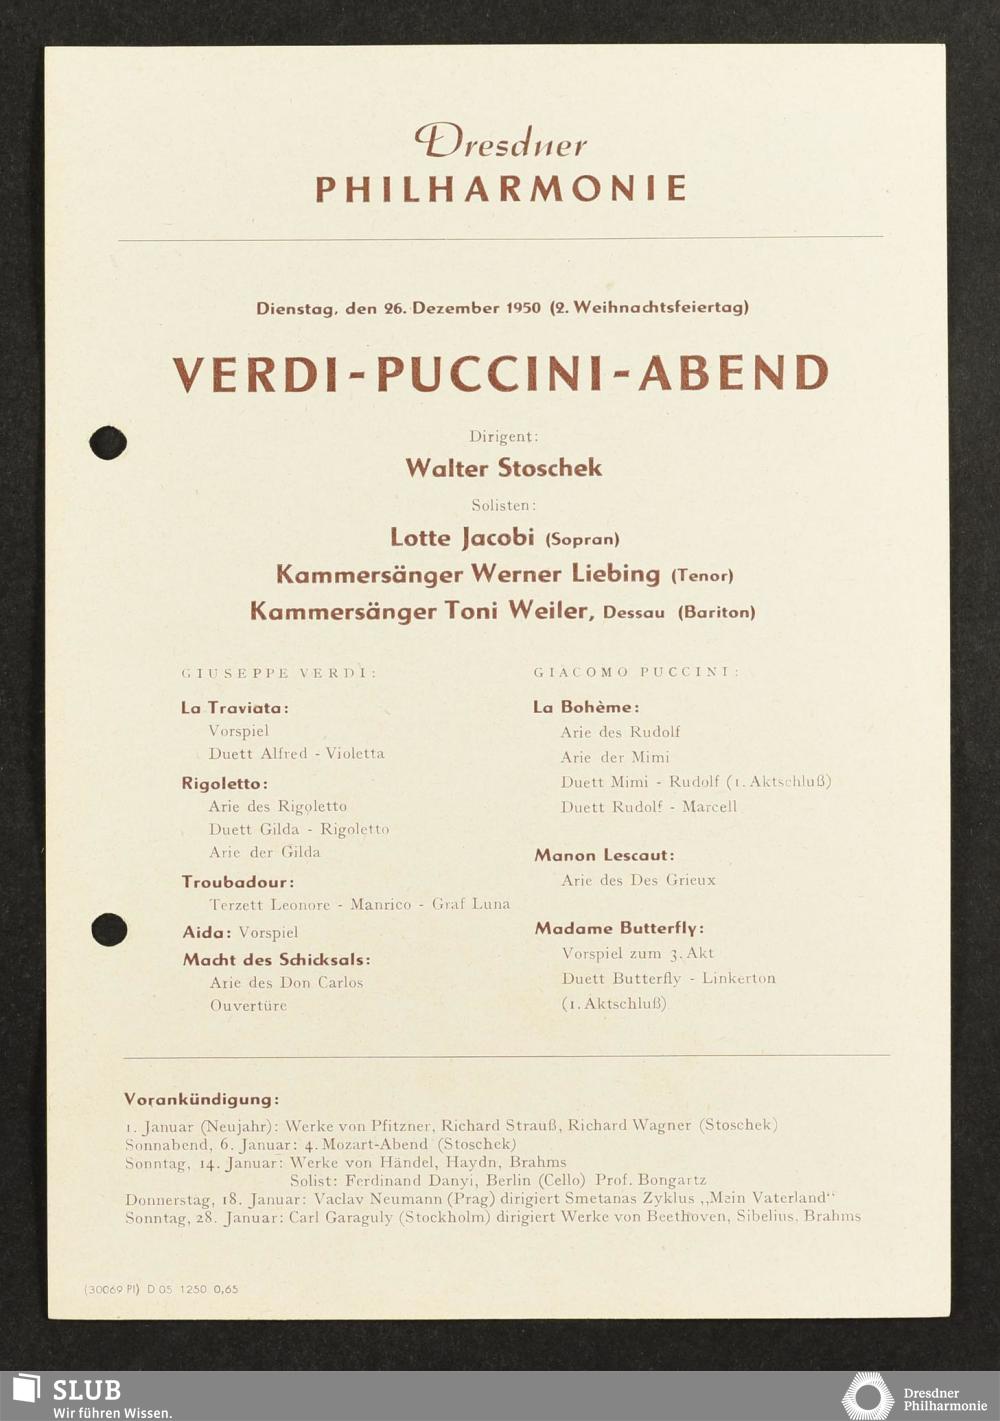 Dresdner
PHILHARMONIE
Dienstag, den 26. Dezember 1950 (2. Weihnachtsfeiertag)
VERDI-PUCCINI-ABEND
Dirigent:
Walter Stoschek
Solisten:
Lotte Jacobi (Sopran)
Kammersänger Werner Liebing (Tenor)
Kammersänger Toni Weiler, Dessau (Bariton)
GIUSEPPE VERDI:
La Traviata:
Vorspiel
Duett Alfred - Violetta
Rigoletto:
Arie des Rigoletto
Duett Gilda - Rigoletto
Arie der Gilda
Troubadour:
Terzett Leonore - Manrico - Graf Luna
Aida: Vorspiel
Macht des Schicksals:
Arie des Don Carlos
Ouvertüre
GIACOMO PUCCINI:
La Bohème:
Arie des Rudolf
Arie der Mimi
Duett Mimi - Rudolf (1. Aktschluß)
Duett Rudolf - Marcell
Manon Lescaut:
Arie des Des Grieux
Madame Butterfly:
Vorspiel zum 3. Akt
Duett Butterfly - Linkerton
(1. Aktschluß)
Vorankündigung:
1. Januar (Neujahr): Werke von Pfitzner, Richard Strauß, Richard Wagner (Stoschek)
Sonnabend, 6. Januar: 4. Mozart-Abend (Stoschek)
Sonntag, 14. Januar: Werke von Händel, Haydn, Brahms
Solist: Ferdinand Danyi, Berlin (Cello) Prof. Bongartz
Donnerstag, 18. Januar: Vaclav Neumann (Prag) dirigiert Smetanas Zyklus „Mein Vaterland“
Sonntag, 28. Januar: Carl Garaguly (Stockholm) dirigiert Werke von Beethoven, Sibelius, Brahms
(30069 Pl) D 05 1250 0,65
SLUB
Wir führen Wissen.
Dresdner
Philharmonie